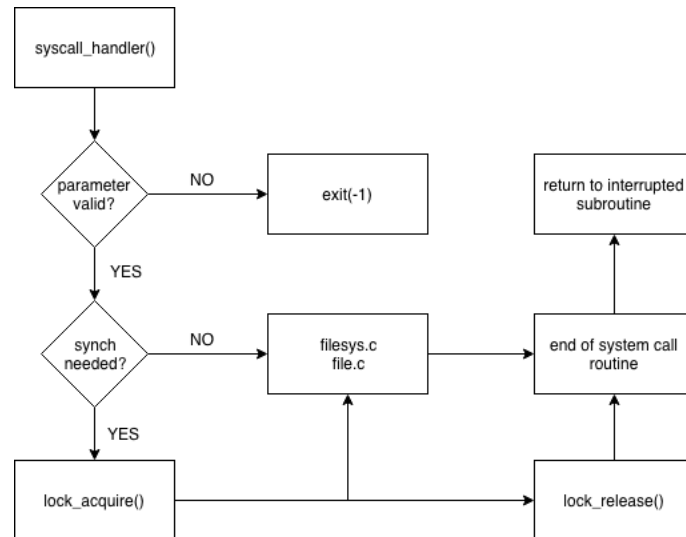 syscall_handler()
parameter
valid?
NO
exit(-1)
return to interrupted
subroutine
YES
synch
needed?
NO
filesys.c
file.c
end of system call
routine
YES
lock_acquire()
lock_release()